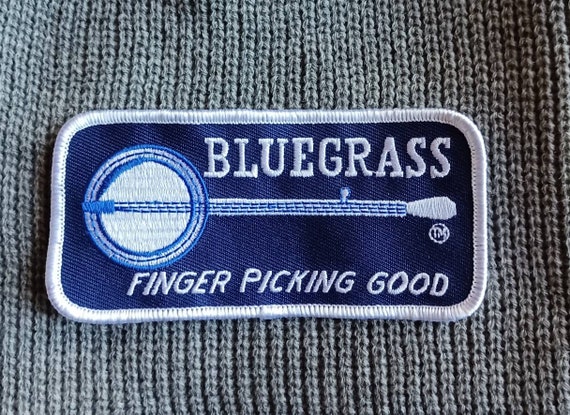 BLUEGRASS
TM
FINGER PICKING GOOD